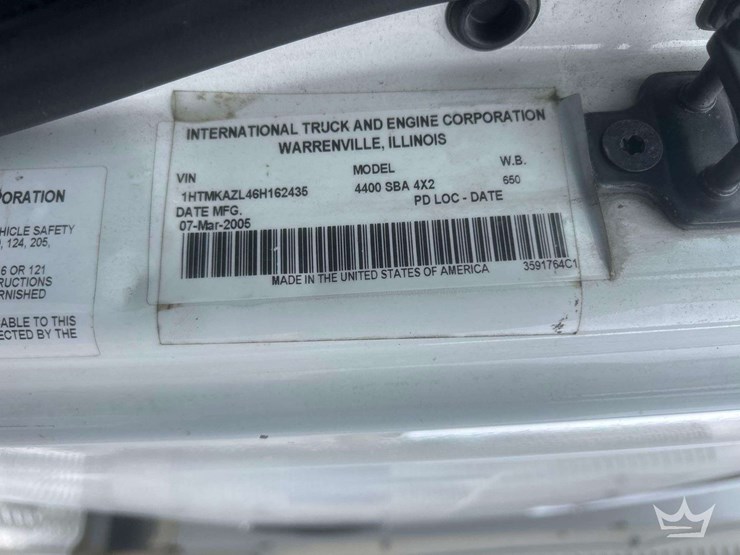 INTERNATIONAL TRUCK AND ENGINE CORPORATION
WARRENVILLE, ILLINOIS
VIN MODEL W.B.
1HTMKAZL46H162435 4400 SBA 4X2 650
DATE MFG. PD LOC - DATE
07-Mar-2005
MADE IN THE UNITED STATES OF AMERICA 3591764C1
PORATION
HICLE SAFETY
, 124, 205,
6 OR 121
RUCTIONS
RNISHED
ABLE TO THIS
ECTED BY THE